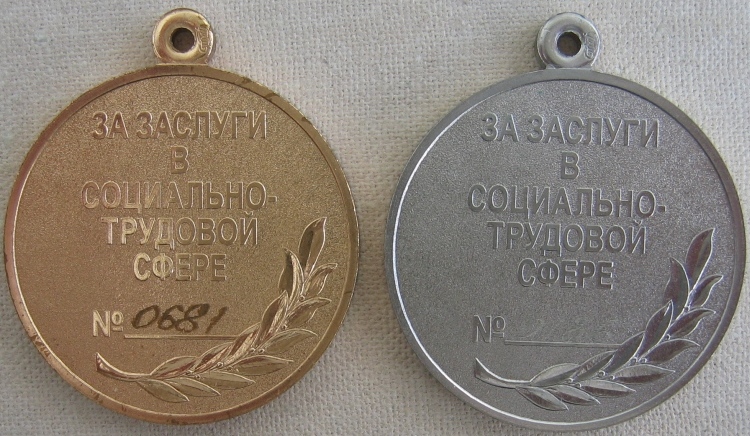 ЗА ЗАСЛУГИ
В
СОЦИАЛЬНО-
ТРУДОВОЙ
СФЕРЕ
№ 0681
ЗА ЗАСЛУГИ
В
СОЦИАЛЬНО-
ТРУДОВОЙ
СФЕРЕ
№